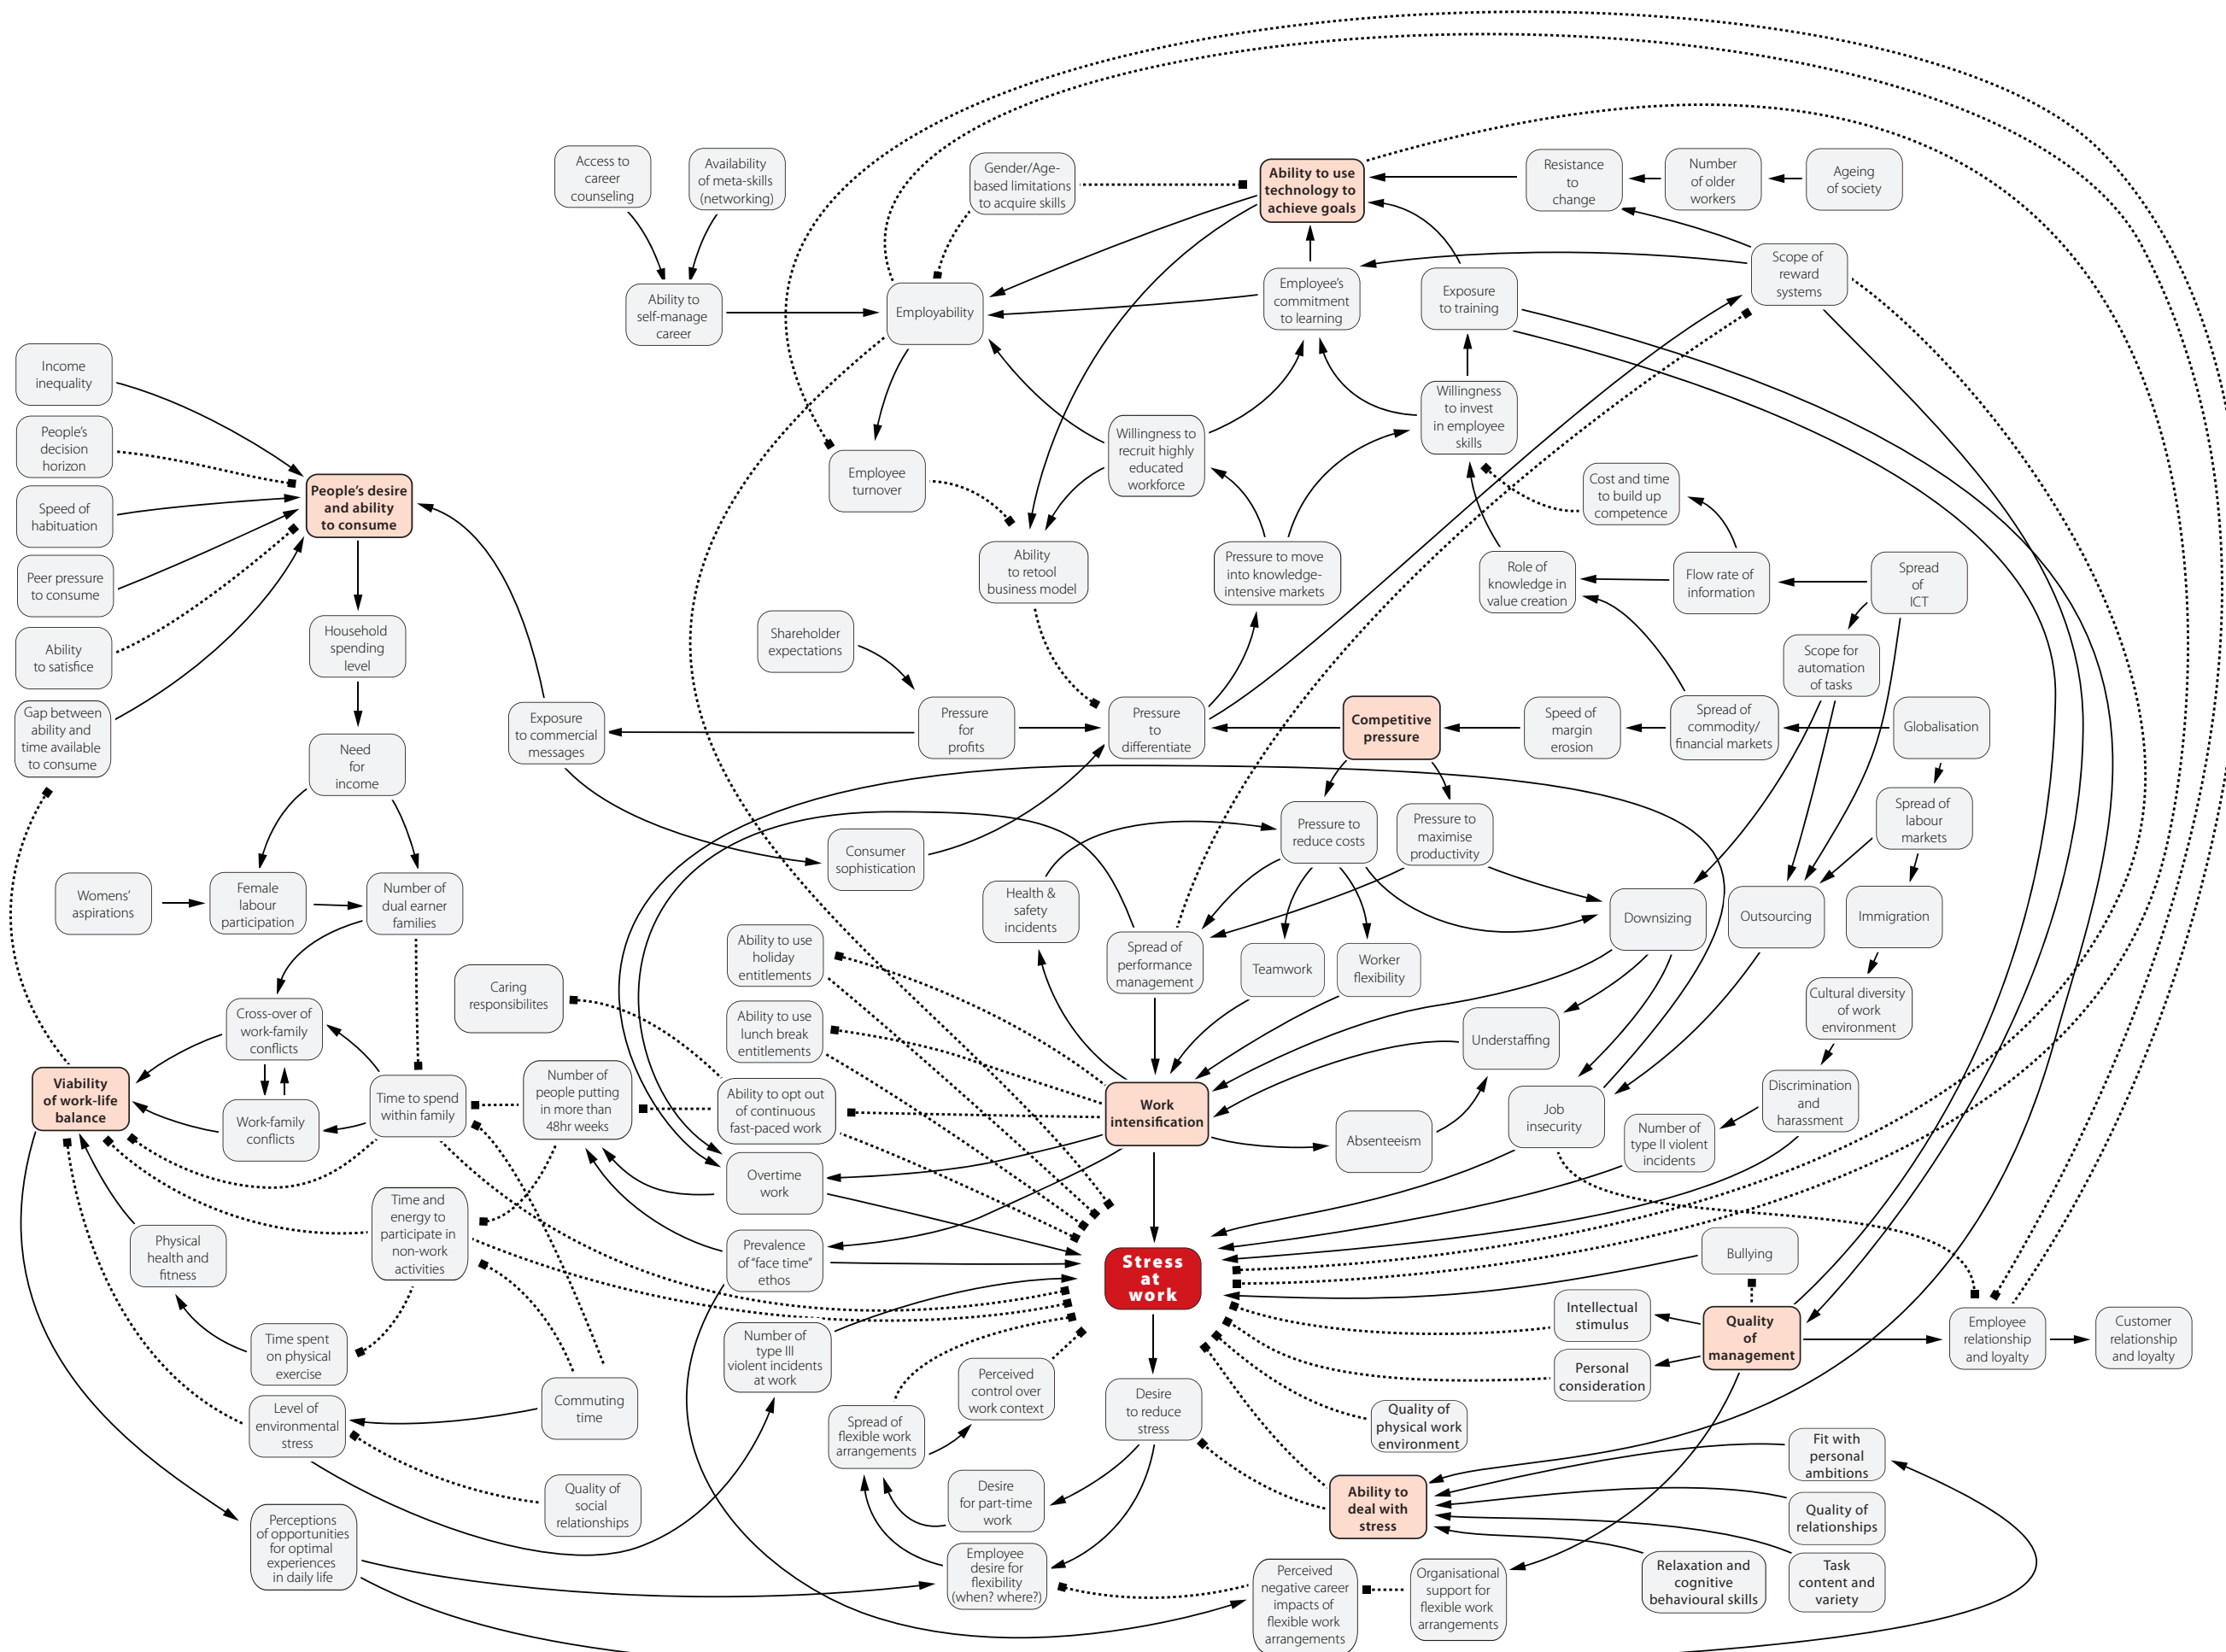 Access to
career
counseling
Availability
of meta-skills
(networking)
Gender/Age-
based limitations
to acquire skills
Ability to use
technology to
achieve goals
Resistance
to
change
Number
of older
workers
Ageing
of society
Ability to
self-manage
career
Employability
Employee’s
commitment
to learning
Exposure
to training
Scope of
reward
systems
Income
inequality
People’s
decision
horizon
Speed of
habituation
Peer pressure
to consume
Ability
to satisfice
Gap between
ability and
time available
to consume
People’s desire
and ability
to consume
Household
spending
level
Need
for
income
Employee
turnover
Willingness to
recruit highly
educated
workforce
Willingness
to invest
in employee
skills
Cost and time
to build up
competence
Ability
to retool
business model
Pressure to move
into knowledge-
intensive markets
Role of
knowledge in
value creation
Flow rate of
information
Spread
of
ICT
Shareholder
expectations
Scope for
automation
of tasks
Exposure
to commercial
messages
Pressure
for
profits
Pressure
to
differentiate
Competitive
pressure
Speed of
margin
erosion
Spread of
commodity/
financial markets
Globalisation
Consumer
sophistication
Pressure to
reduce costs
Pressure to
maximise
productivity
Spread of
labour
markets
Womens’
aspirations
Female
labour
participation
Number of
dual earner
families
Health &
safety
incidents
Downsizing
Outsourcing
Immigration
Ability to use
holiday
entitlements
Spread of
performance
management
Teamwork
Worker
flexibility
Caring
responsibilites
Cross-over of
work-family
conflicts
Ability to use
lunch break
entitlements
Understaffing
Cultural diversity
of work
environment
Viability
of work-life
balance
Work-family
conflicts
Time to spend
within family
Number of
people putting
in more than
48hr weeks
Ability to opt out
of continuous
fast-paced work
Work
intensification
Absenteeism
Job
insecurity
Discrimination
and
harassment
Number of
type II violent
incidents
Overtime
work
Physical
health and
fitness
Time and
energy to
participate in
non-work
activities
Prevalence
of “face time”
ethos
Stress
at
work
Bullying
Intellectual
stimulus
Quality
of
management
Employee
relationship
and loyalty
Customer
relationship
and loyalty
Time spent
on physical
exercise
Number of
type III
violent incidents
at work
Perceived
control over
work context
Personal
consideration
Level of
environmental
stress
Commuting
time
Spread of
flexible work
arrangements
Desire
to reduce
stress
Quality of
physical work
environment
Fit with
personal
ambitions
Quality of
social
relationships
Desire
for part-time
work
Ability to
deal with
stress
Quality of
relationships
Perceptions
of opportunities
for optimal
experiences
in daily life
Employee
desire for
flexibility
(when? where?)
Perceived
negative career
impacts of
flexible work
arrangements
Organisational
support for
flexible work
arrangements
Relaxation and
cognitive
behavioural skills
Task
content and
variety